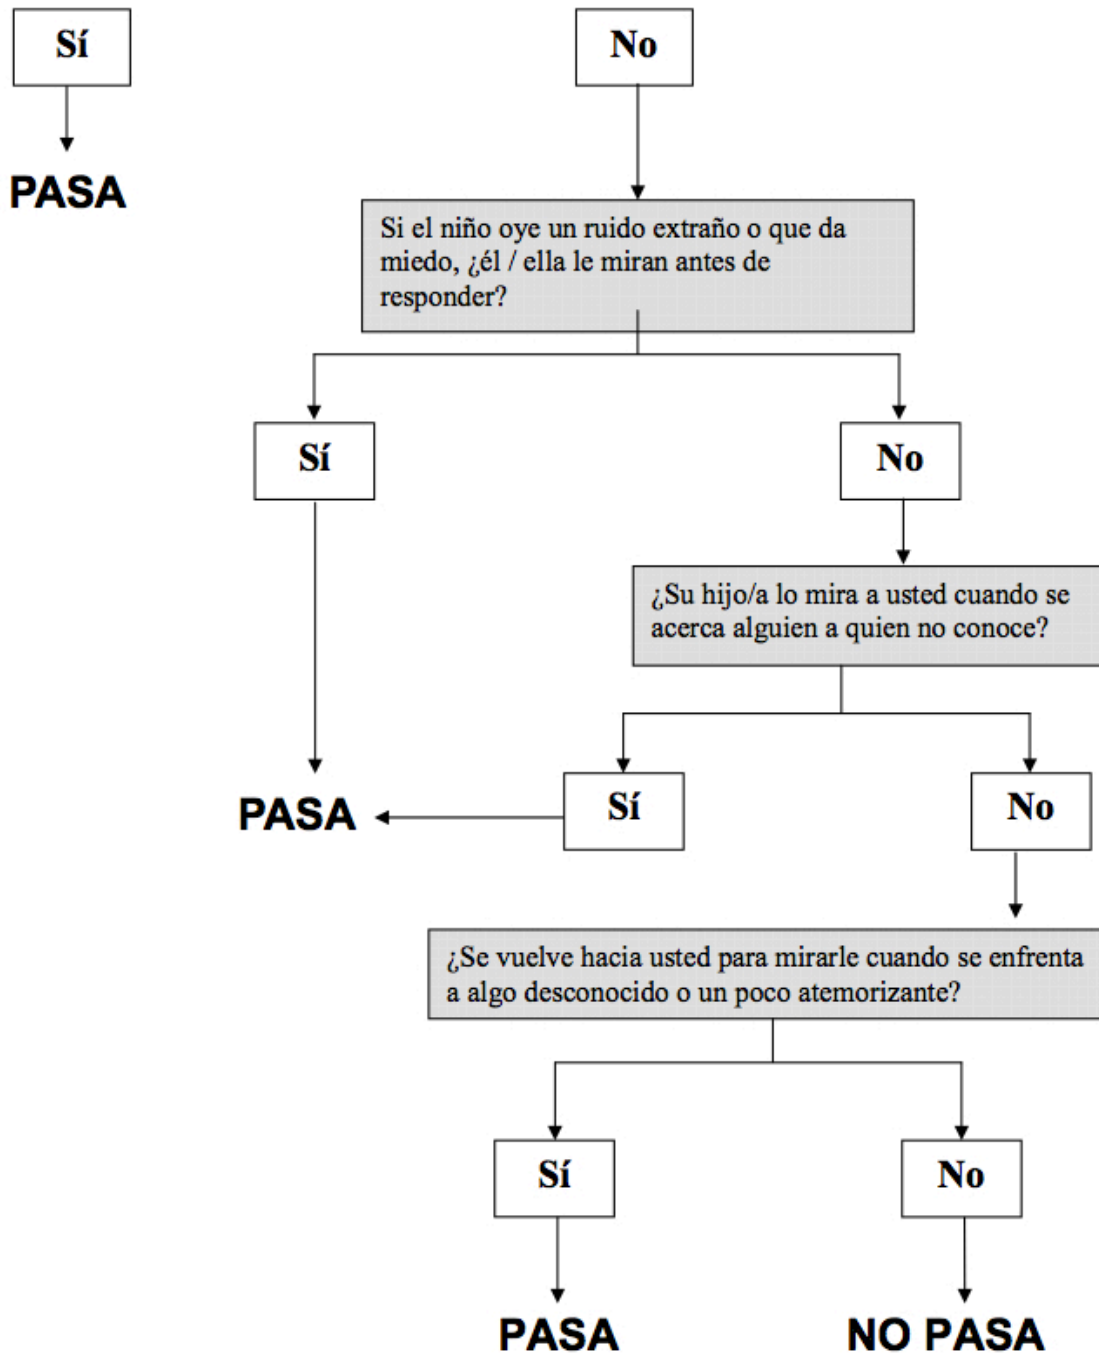 Sí
No
PASA
Si el niño oye un ruido extraño o que da
miedo, ¿él / ella le miran antes de
responder?
Sí
No
¿Su hijo/a lo mira a usted cuando se
acerca alguien a quien no conoce?
PASA
Sí
No
¿Se vuelve hacia usted para mirarle cuando se enfrenta
a algo desconocido o un poco atemorizante?
Sí
No
PASA
NO PASA